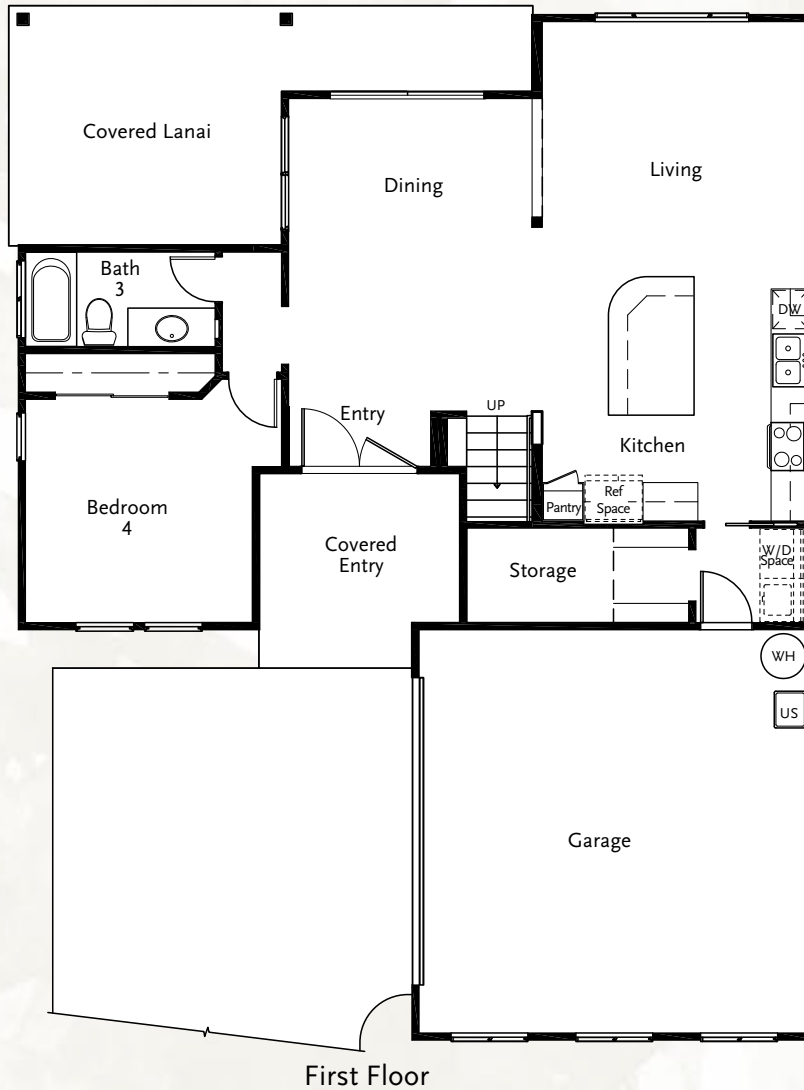 Covered Lanai
Living
Dining
Bath
3
DW
UP
Entry
Kitchen
Ref
Space
Pantry
Bedroom
4
Covered
Entry
Storage
W/D
Space
WH
US
Garage
First Floor